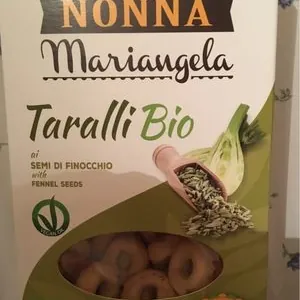 NONNA
Mariangela
Taralli Bio
ai
SEMI DI FINOCCHIO
with
FENNEL SEEDS